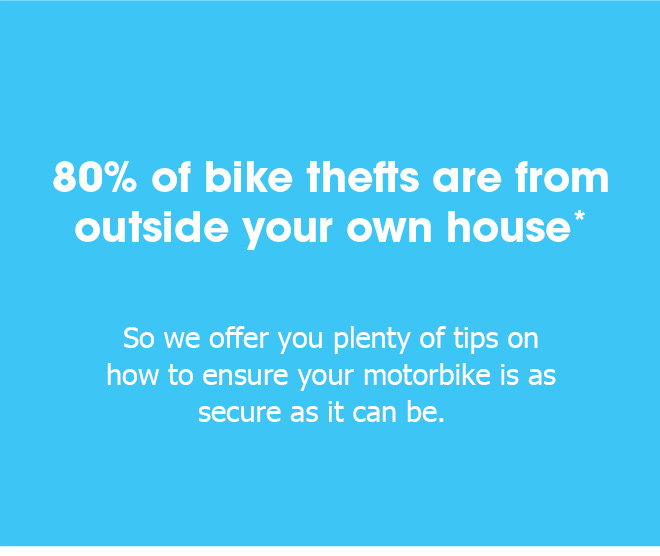 80% of bike thefts are from
outside your own house*
So we offer you plenty of tips on
how to ensure your motorbike is as
secure as it can be.